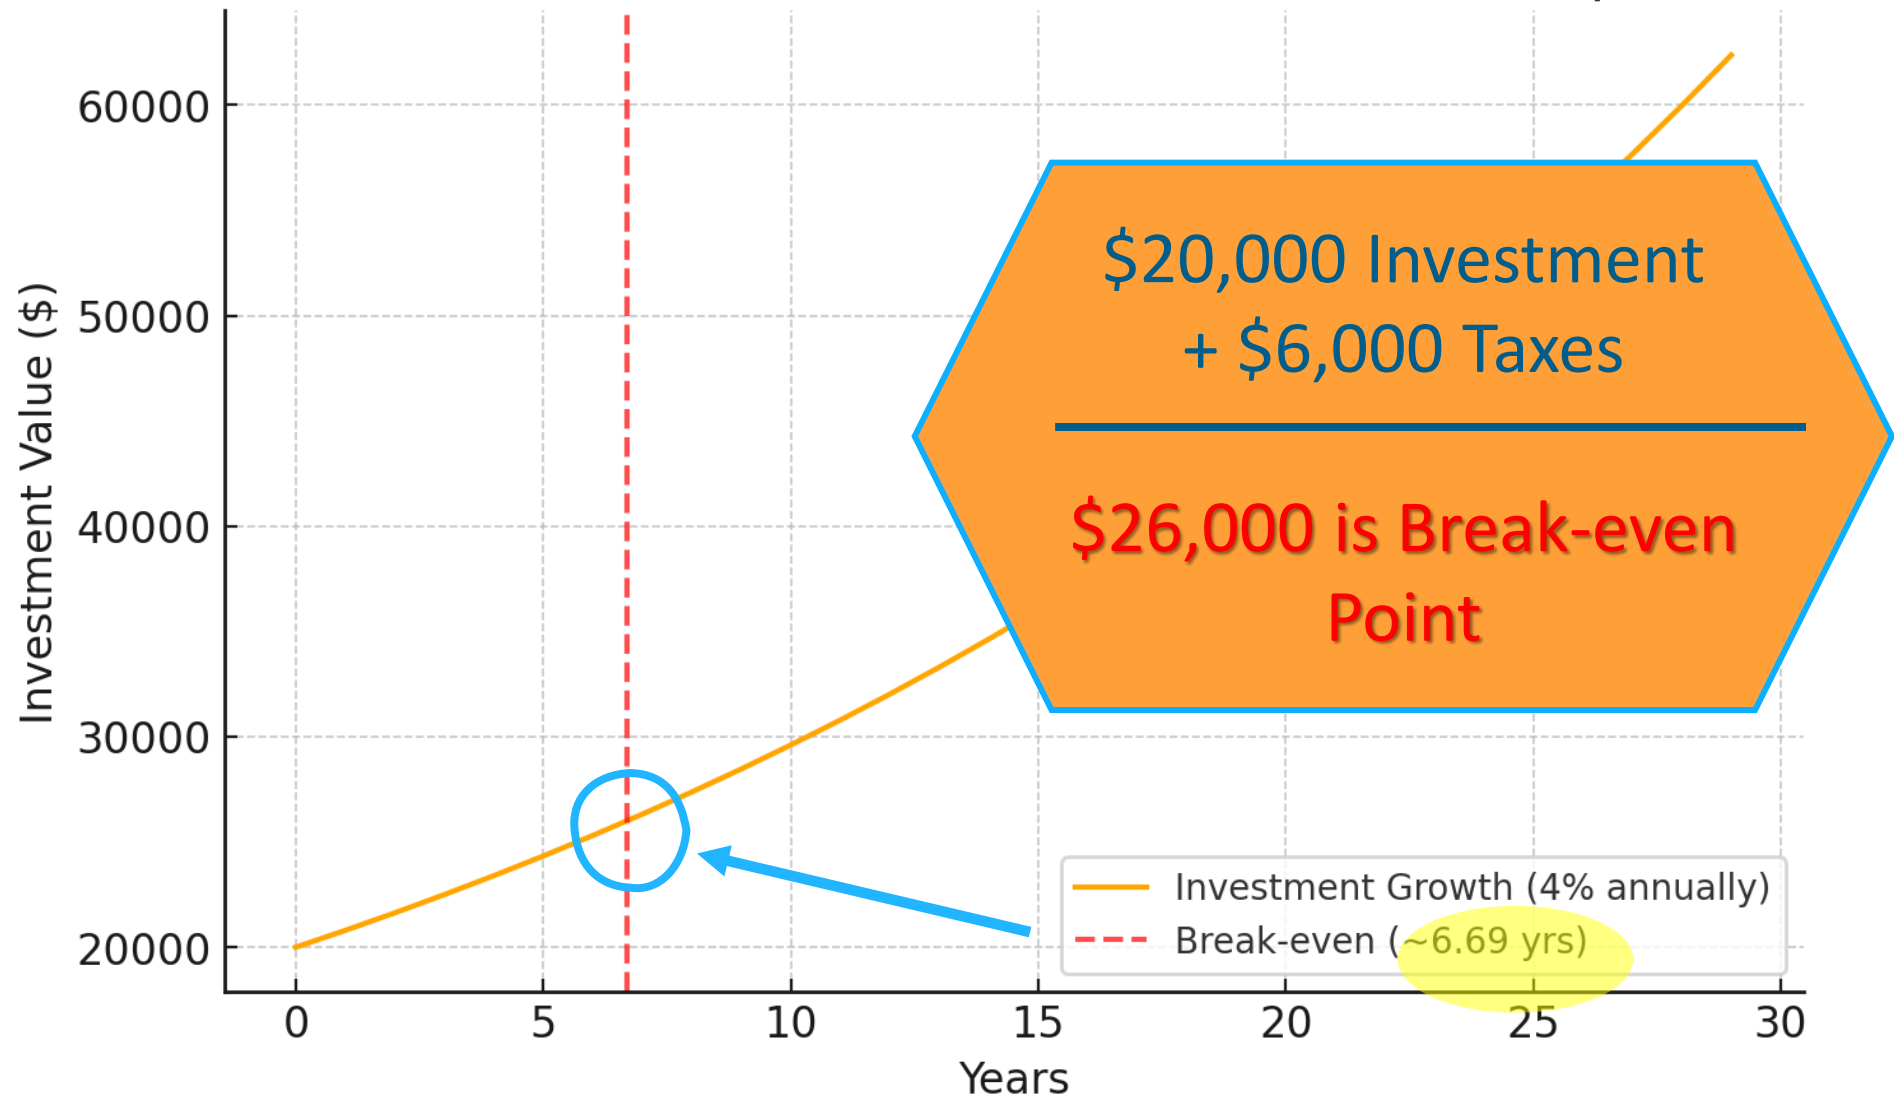 60000
50000
40000
30000
20000
Investment Value ($)
$20,000 Investment
+ $6,000 Taxes
$26,000 is Break-even
Point
Investment Growth (4% annually)
Break-even (~6.69 yrs)
0 5 10 15 20 25 30
Years